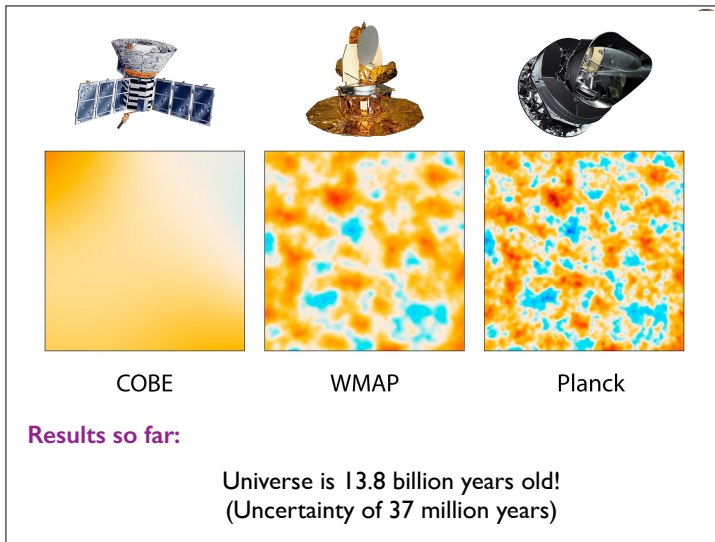 COBE
WMAP
Planck
Results so far:
Universe is 13.8 billion years old!
(Uncertainty of 37 million years)